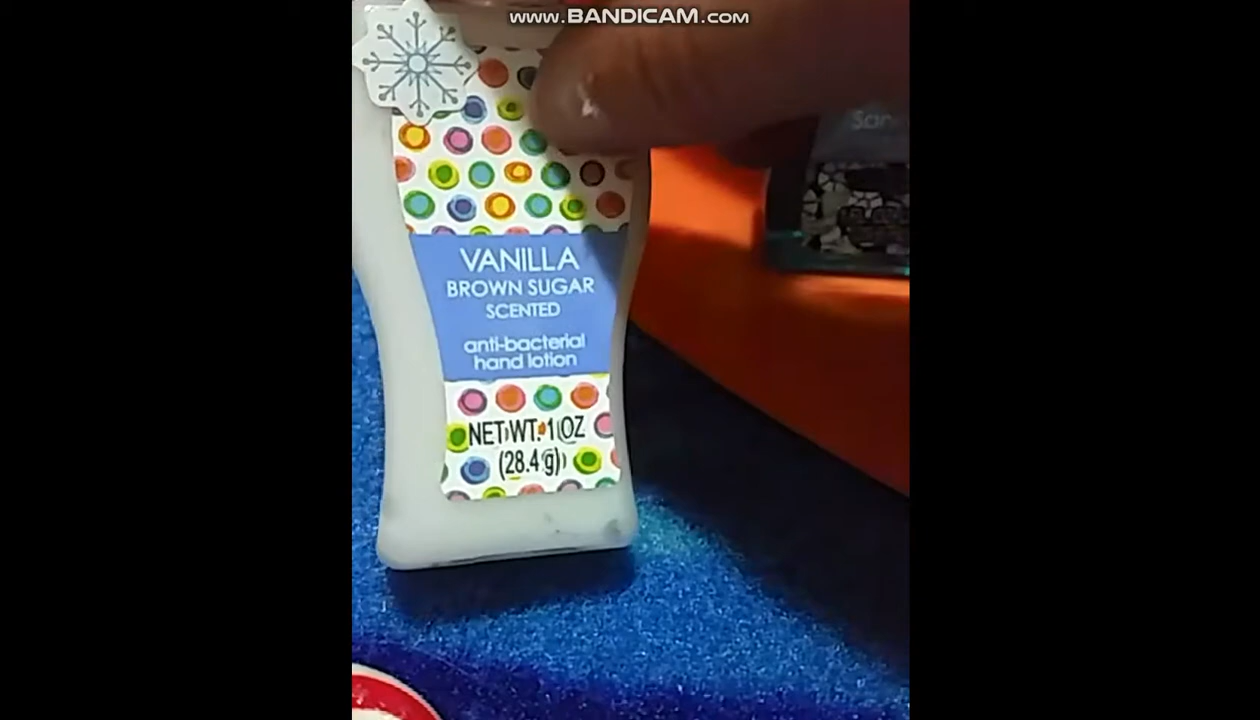 www.BANDICAM.com
VANILLA
BROWN SUGAR
SCENTED
anti-bacterial
hand lotion
NET WT. 1 OZ
(28.4 g)